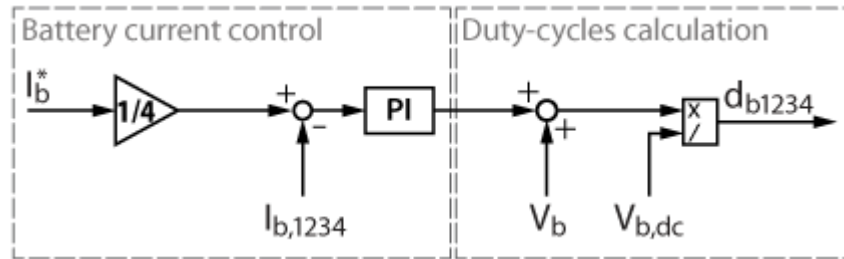 Battery current control
Duty-cycles calculation
I*b
1/4
+
-
PI
+
+
x
/
db1234
Ib,1234
Vb
Vb,dc